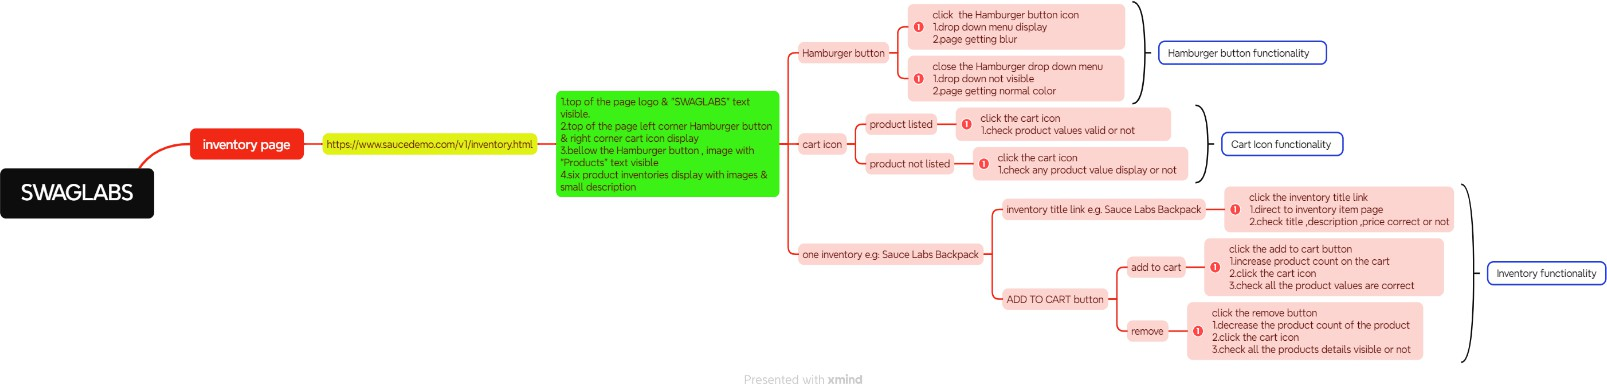 SWAGLABS
inventory page
https://www.saucedemo.com/v1/inventory.html
1.top of the page logo & "SWAGLABS" text
visible.
2.top of the page left corner Hamburger button
& right corner cart icon display
3.bellow the Hamburger button , image with
"Products" text visible
4.six product inventories display with images &
small description
Hamburger button
1
click the Hamburger button icon
1.drop down menu display
2.page getting blur
1
close the Hamburger drop down menu
1.drop down not visible
2.page getting normal color
Hamburger button functionality
cart icon
product listed
1
click the cart icon
1.check product values valid or not
product not listed
1
click the cart icon
1.check any product value display or not
Cart Icon functionality
one inventory e.g: Sauce Labs Backpack
inventory title link e.g. Sauce Labs Backpack
1
click the inventory title link
1.direct to inventory item page
2.check title ,description ,price correct or not
ADD TO CART button
add to cart
1
click the add to cart button
1.increase product count on the cart
2.click the cart icon
3.check all the product values are correct
remove
1
click the remove button
1.decrease the product count of the product
2.click the cart icon
3.check all the products details visible or not
Inventory functionality
Presented with xmind